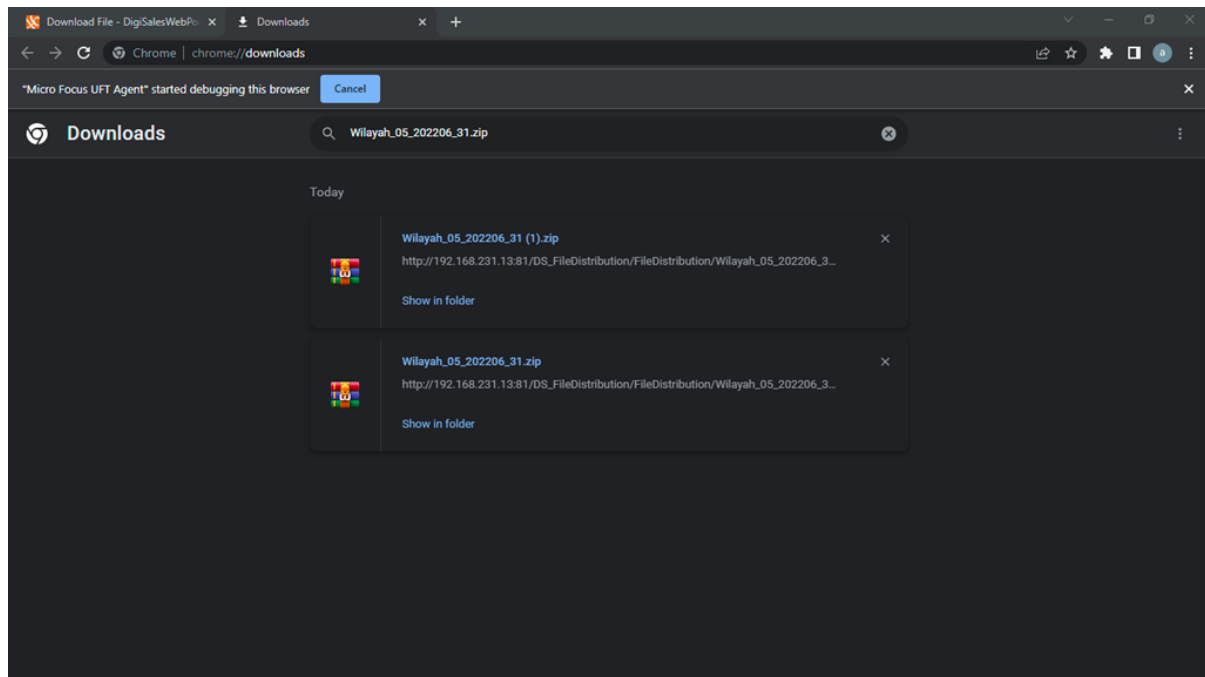 Download File - DigiSalesWebPo
Downloads
Chrome | chrome://downloads
a
"Micro Focus UFT Agent" started debugging this browser
Cancel
Downloads
Wilayah_05_202206_31.zip
Today
Wilayah_05_202206_31 (1).zip
http://192.168.231.13:81/DS_FileDistribution/FileDistribution/Wilayah_05_202206_3...
Show in folder
Wilayah_05_202206_31.zip
http://192.168.231.13:81/DS_FileDistribution/FileDistribution/Wilayah_05_202206_3...
Show in folder